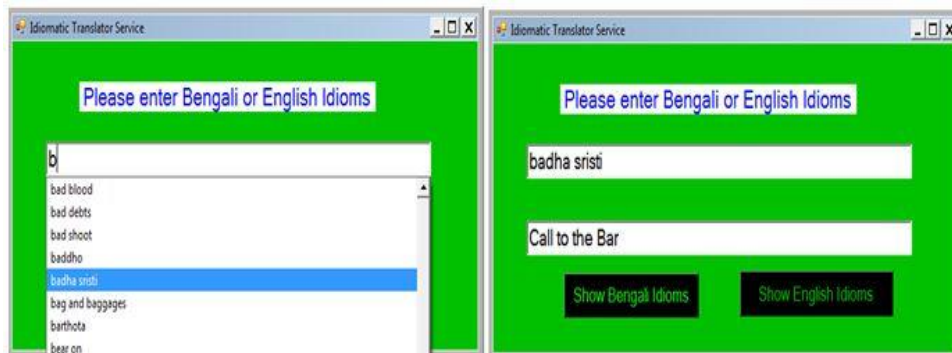 Idiomatic Translator Service
Please enter Bengali or English Idioms
b
bad blood
bad debts
bad shoot
baddho
badha sristi
bag and baggages
barthota
bear on
Idiomatic Translator Service
Please enter Bengali or English Idioms
badha sristi
Call to the Bar
Show Bengali Idioms
Show English Idioms